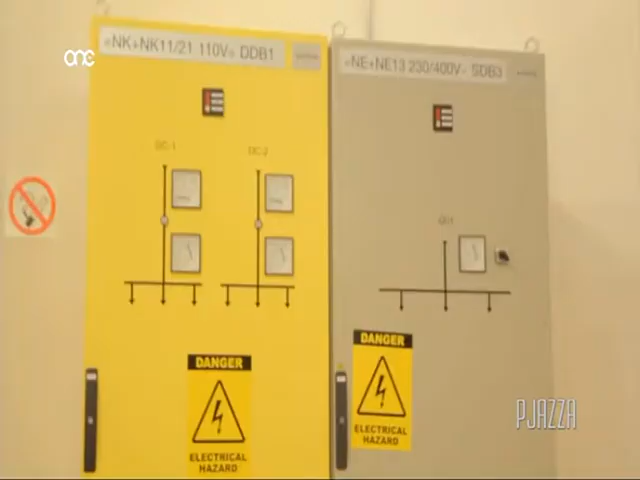 one
=NK+NK11/21 110V= DDB1
=NE+NE13 230/400V~ SDB3
DANGER
ELECTRICAL
HAZARD
DANGER
ELECTRICAL
HAZARD
PJAZZA